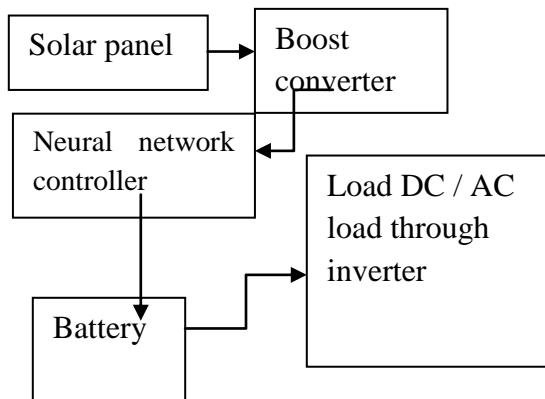 Solar panel
Boost
converter
Neural network
controller
Load DC / AC
load through
inverter
Battery